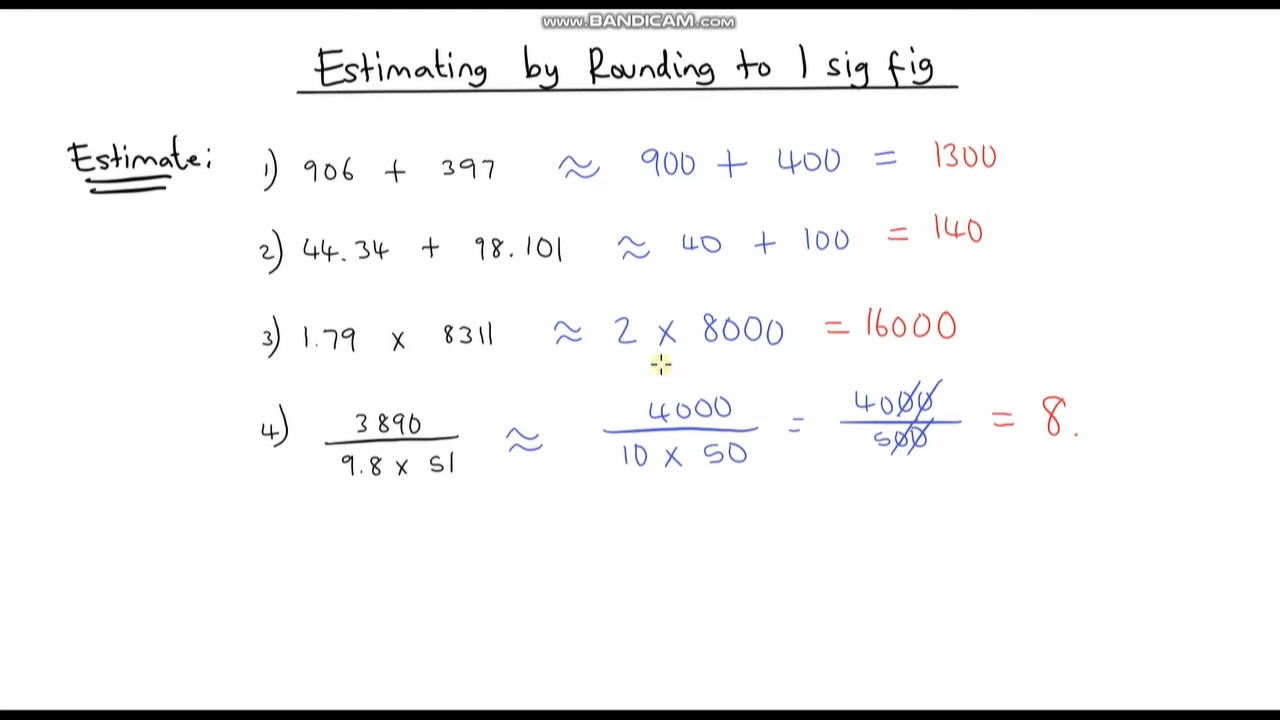 www.BANDICAM.com
Estimating by Rounding to 1 sig fig
Estimate: 1) 906 + 397 ≈ 900 + 400 = 1300
2) 44.34 + 98.101 ≈ 40 + 100 = 140
3) 1.79 x 8311 ≈ 2 x 8000 = 16000
4) 3890 / 9.8 x 51 ≈ 4000 / 10 x 50 = 4000 / 500 = 8.